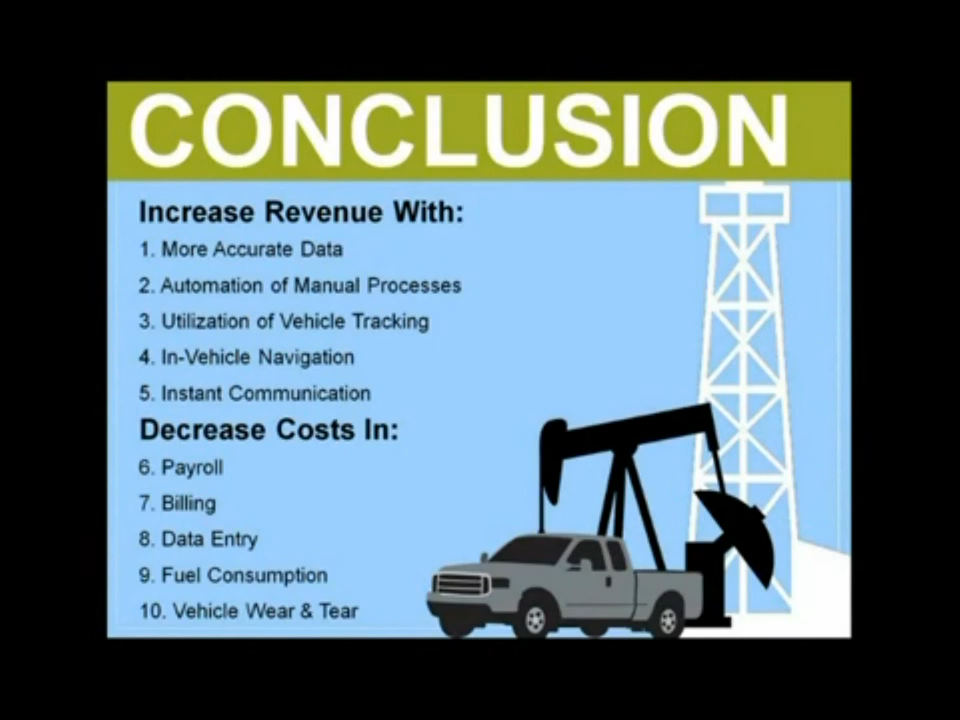 CONCLUSION
Increase Revenue With:
1. More Accurate Data
2. Automation of Manual Processes
3. Utilization of Vehicle Tracking
4. In-Vehicle Navigation
5. Instant Communication
Decrease Costs In:
6. Payroll
7. Billing
8. Data Entry
9. Fuel Consumption
10. Vehicle Wear & Tear